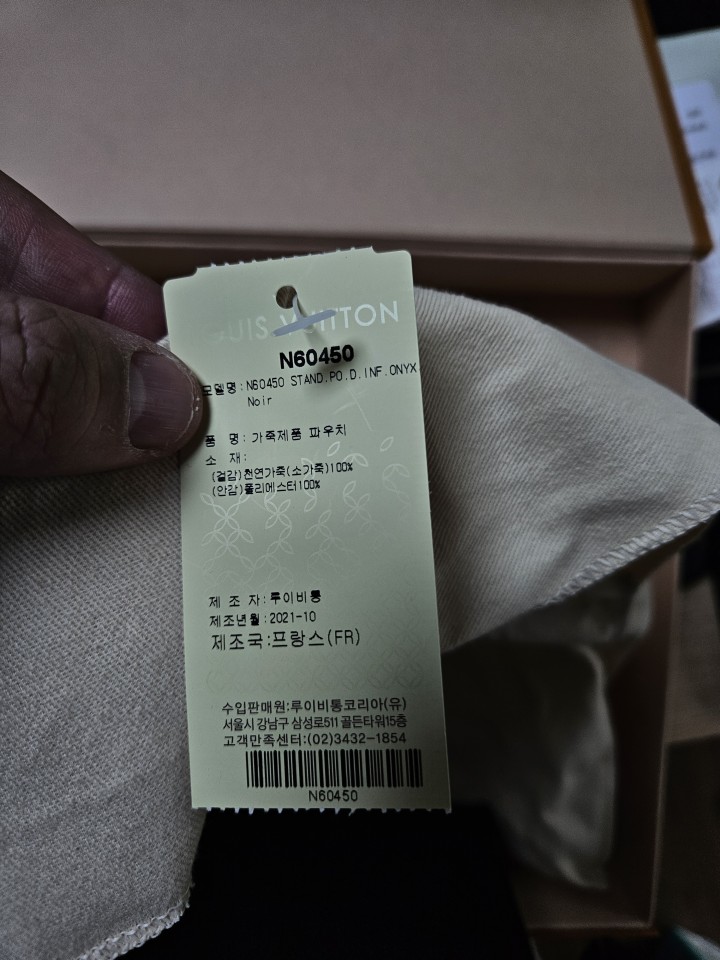 LOUIS VUITTON
N60450
모델명:N60450 STAND.PO.D.INF.ONYX
Noir
품 명: 가죽제품 파우치
소 재:
(겉감)천연가죽(소가죽)100%
(안감)폴리에스터100%
제 조 자:루이비통
제조년월:2021-10
제조국:프랑스(FR)
수입판매원:루이비통코리아(유)
서울시 강남구 삼성로511 골든타워15층
고객만족센터:(02)3432-1854
N60450